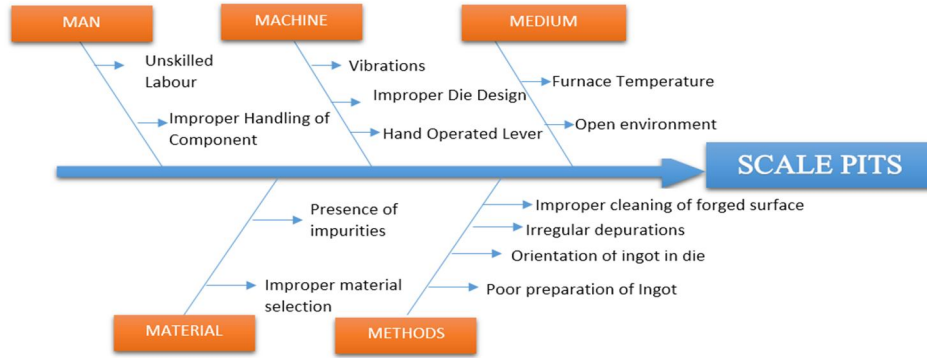 MAN
MACHINE
MEDIUM
Unskilled
Labour
Improper Handling of
Component
Vibrations
Improper Die Design
Hand Operated Lever
Furnace Temperature
Open environment
SCALE PITS
Presence of
impurities
Improper material
selection
Improper cleaning of forged surface
Irregular depurations
Orientation of ingot in die
Poor preparation of Ingot
MATERIAL
METHODS